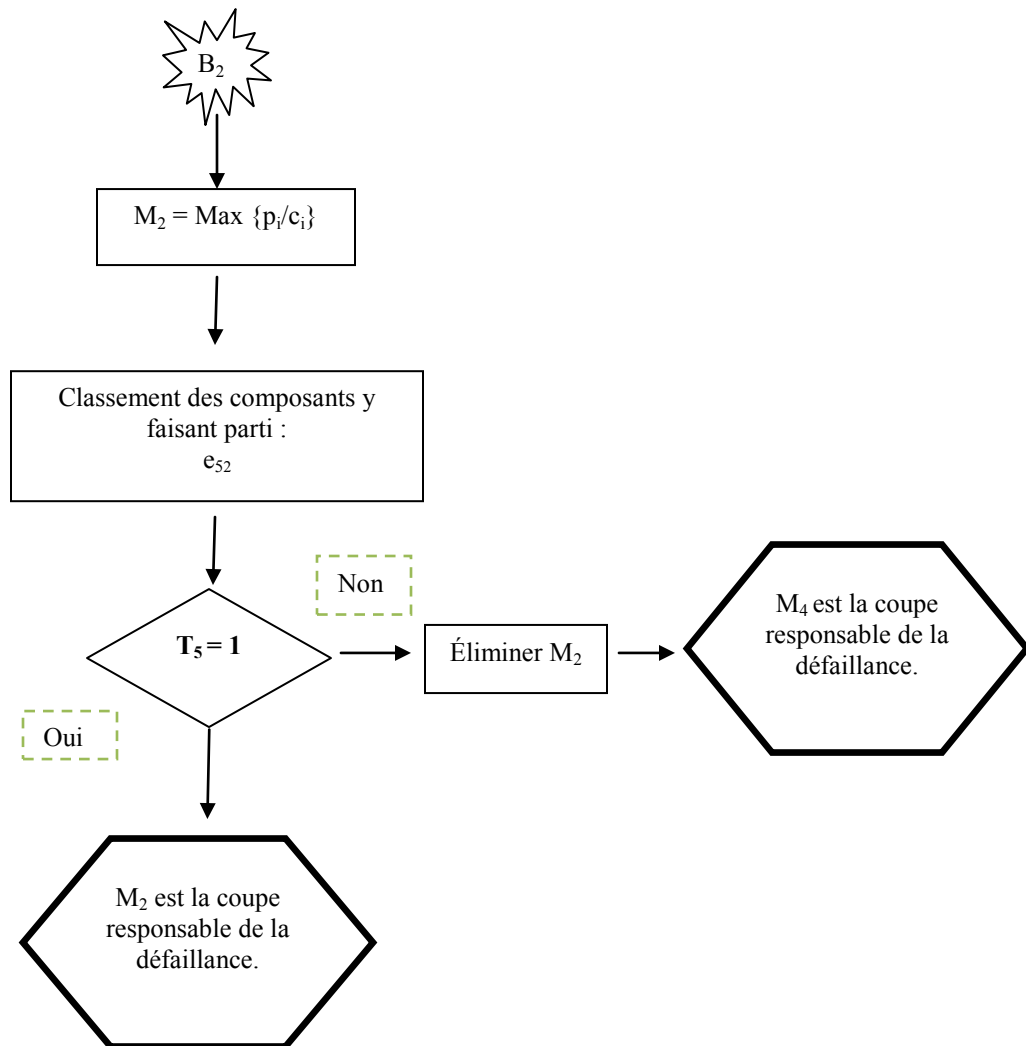 B₂
M₂ = Max {pᵢ/cᵢ}
Classement des composants y
faisant parti :
e₅₂
Non
T₅ = 1
Éliminer M₂
M₄ est la coupe
responsable de la
défaillance.
Oui
M₂ est la coupe
responsable de la
défaillance.